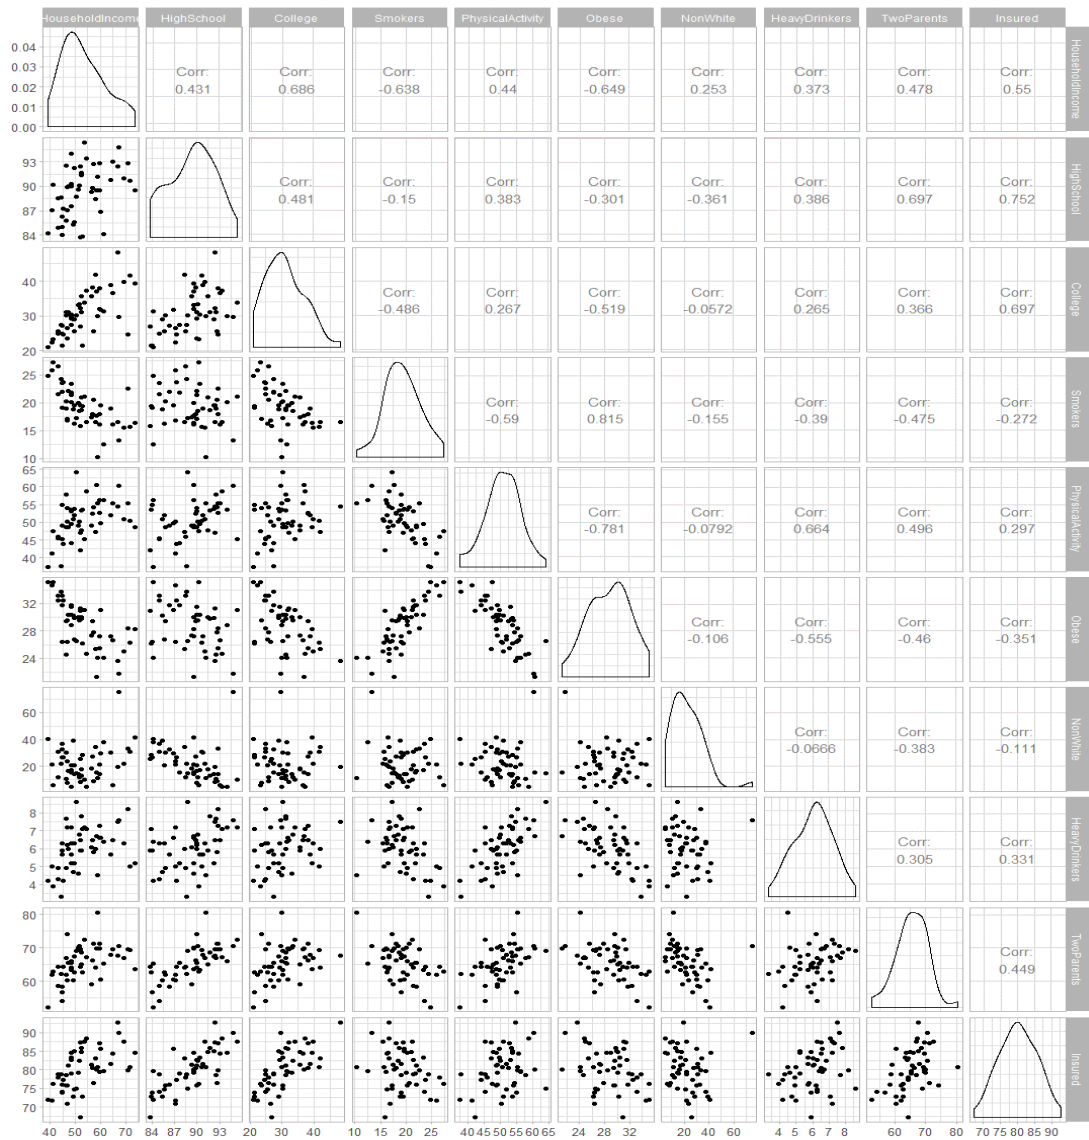 HouseholdIncome HighSchool College Smokers PhysicalActivity Obese NonWhite HeavyDrinkers TwoParents Insured
0.04
0.03
0.02
0.01
0.00
Corr: 0.431
Corr: 0.686
Corr: -0.638
Corr: 0.44
Corr: -0.649
Corr: 0.253
Corr: 0.373
Corr: 0.478
Corr: 0.55
HouseholdIncome
93
90
87
84
Corr: 0.481
Corr: -0.15
Corr: 0.383
Corr: -0.301
Corr: -0.361
Corr: 0.386
Corr: 0.697
Corr: 0.752
HighSchool
40
30
20
Corr: -0.486
Corr: 0.267
Corr: -0.519
Corr: -0.0572
Corr: 0.265
Corr: 0.366
Corr: 0.697
College
25
20
15
10
Corr: -0.59
Corr: 0.815
Corr: -0.155
Corr: -0.39
Corr: -0.475
Corr: -0.272
Smokers
65
60
55
50
45
40
Corr: -0.781
Corr: -0.0792
Corr: 0.664
Corr: 0.496
Corr: 0.297
PhysicalActivity
32
28
24
Corr: -0.106
Corr: -0.555
Corr: -0.46
Corr: -0.351
Obese
60
40
20
Corr: -0.0666
Corr: -0.383
Corr: -0.111
NonWhite
8
7
6
5
4
Corr: 0.305
Corr: 0.331
HeavyDrinkers
80
70
60
Corr: 0.449
TwoParents
90
85
80
75
70
Insured
40 50 60 70 84 87 90 93 20 30 40 10 15 20 25 40 45 50 55 60 65 24 28 32 20 40 60 4 5 6 7 8 60 70 80 70 75 80 85 90